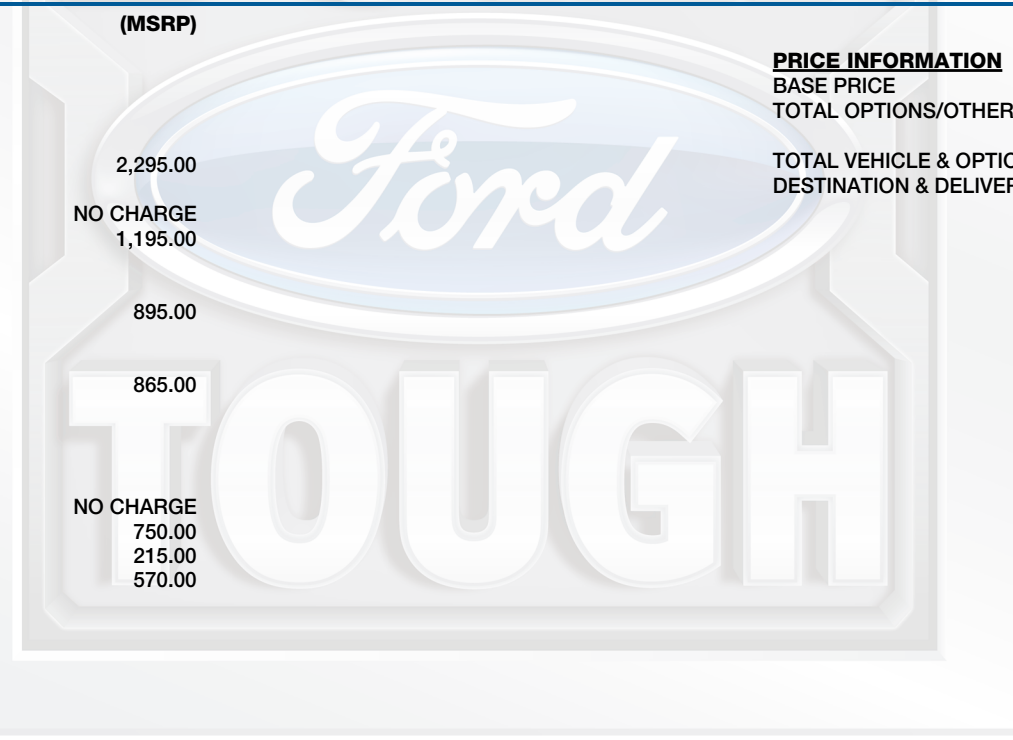 (MSRP)
2,295.00
NO CHARGE
1,195.00
895.00
865.00
NO CHARGE
750.00
215.00
570.00
PRICE INFORMATION
BASE PRICE
TOTAL OPTIONS/OTHER
TOTAL VEHICLE & OPTIO
DESTINATION & DELIVER
Ford
TOUGH